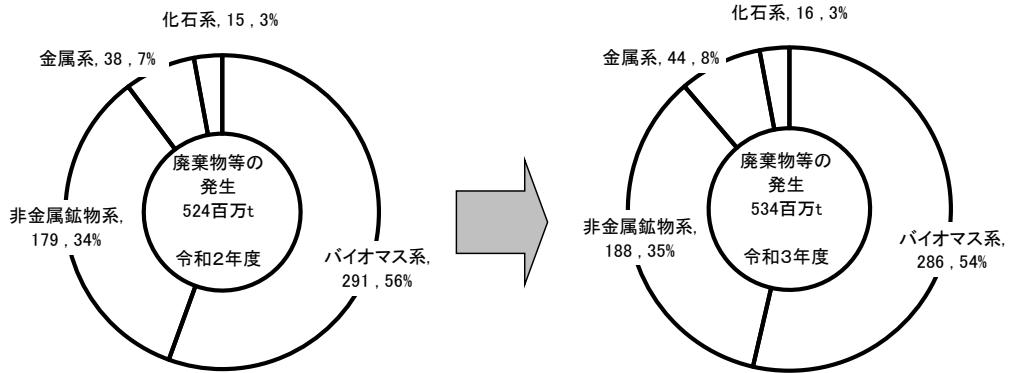 化石系, 15 , 3%
金属系, 38 , 7%
廃棄物等の
発生
524百万t
令和2年度
非金属鉱物系,
179 , 34%
バイオマス系,
291 , 56%
化石系, 16 , 3%
金属系, 44 , 8%
廃棄物等の
発生
534百万t
令和3年度
非金属鉱物系,
188 , 35%
バイオマス系,
286 , 54%